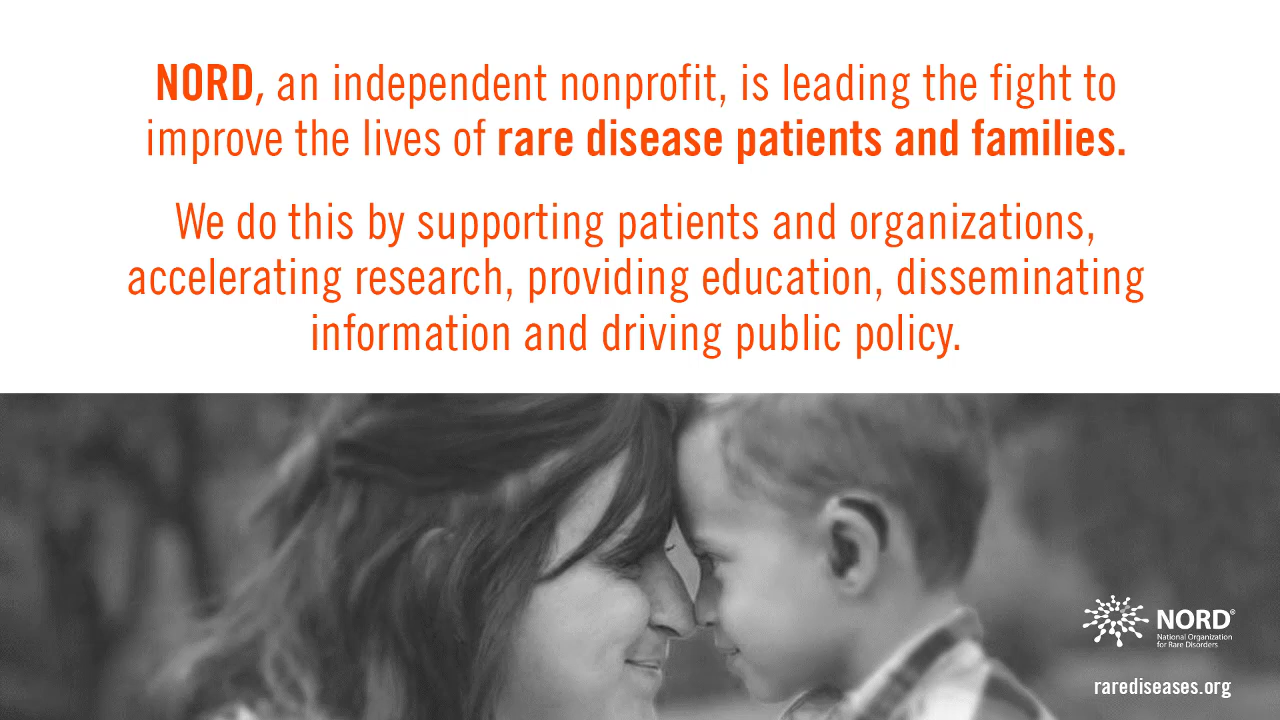 NORD, an independent nonprofit, is leading the fight to
improve the lives of rare disease patients and families.
We do this by supporting patients and organizations,
accelerating research, providing education, disseminating
information and driving public policy.
NORD®
National Organization
for Rare Disorders
rarediseases.org